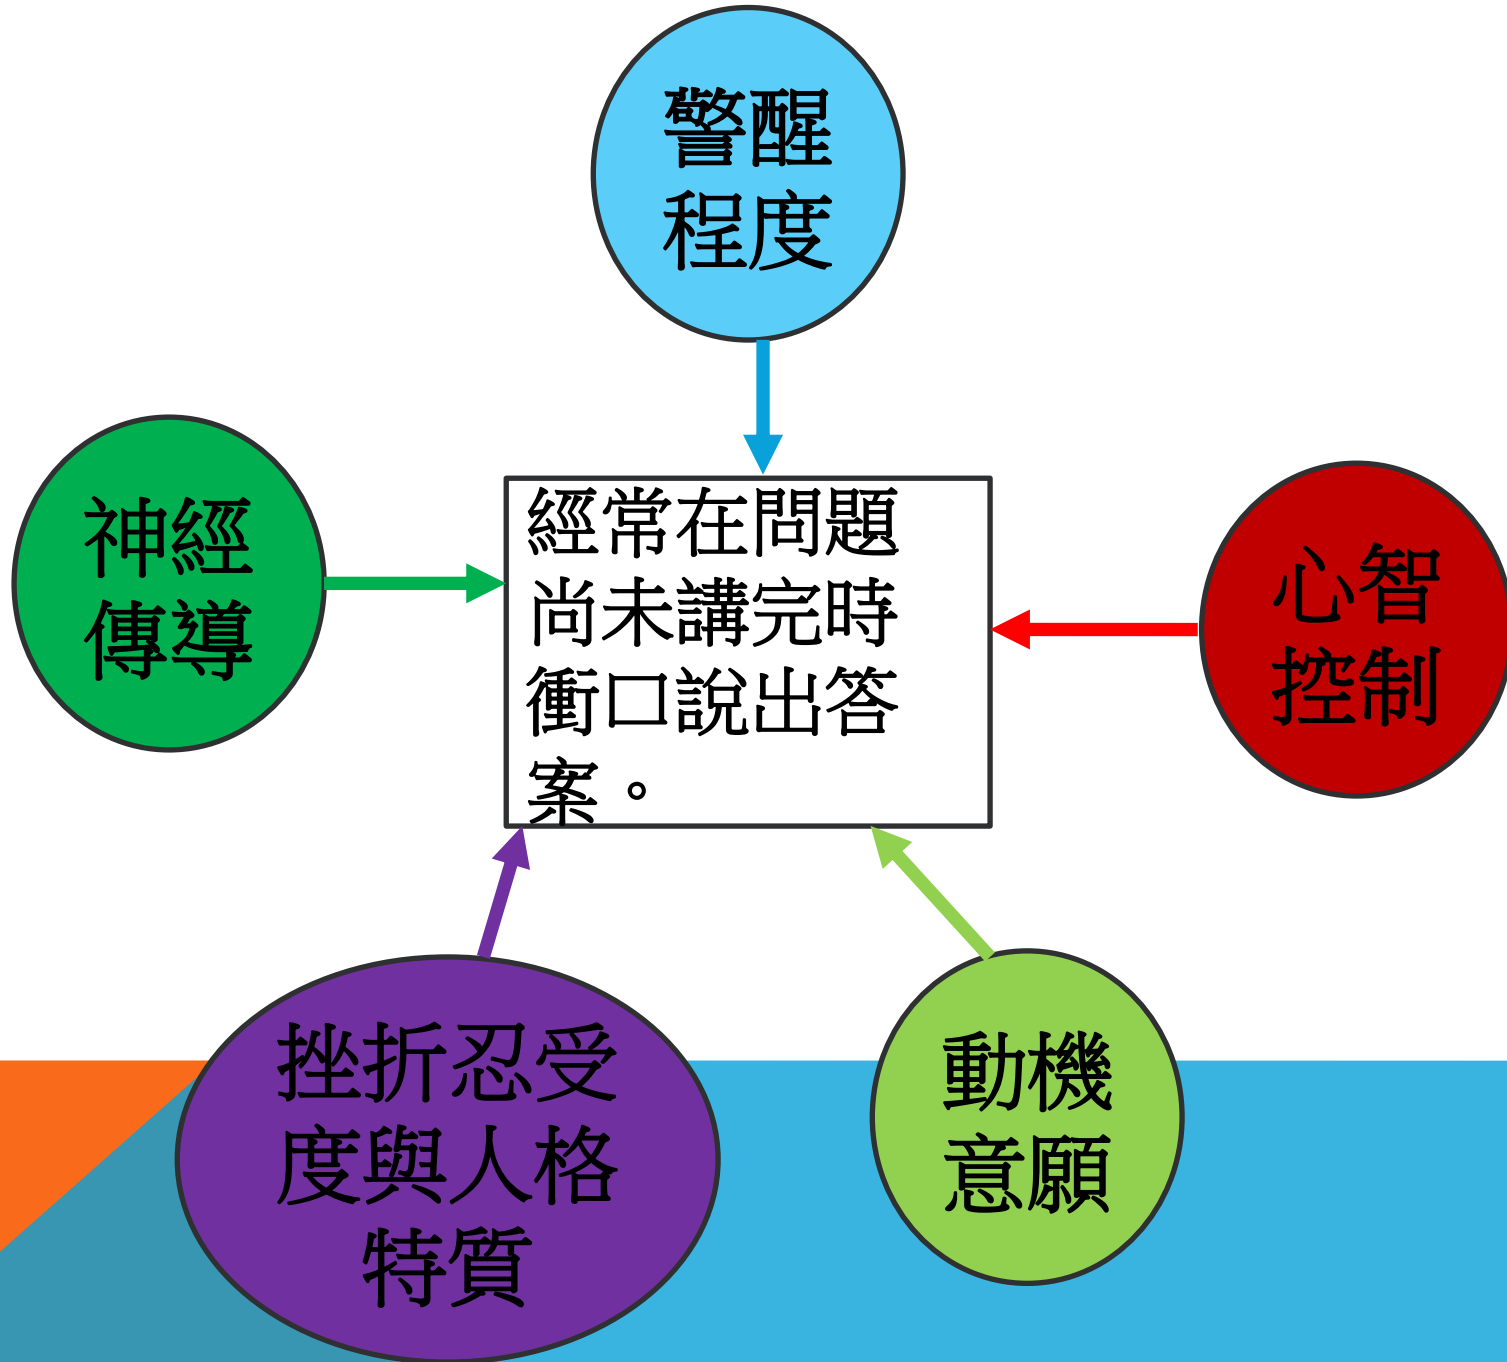 警醒
程度
神經
傳導
經常在問題
尚未講完時
衝口說出答
案。
心智
控制
挫折忍受
度與人格
特質
動機
意願